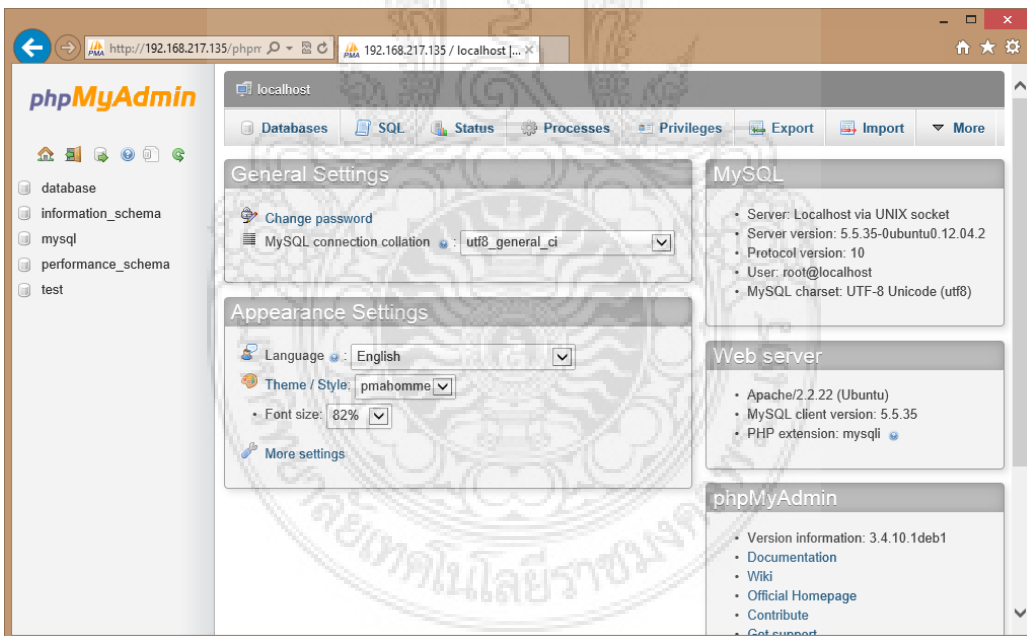 http://192.168.217.135/phpm
192.168.217.135 / localhost |...
phpMyAdmin
database
information_schema
mysql
performance_schema
test
localhost
Databases
SQL
Status
Processes
Privileges
Export
Import
More
General Settings
Change password
MySQL connection collation : utf8_general_ci
Appearance Settings
Language : English
Theme / Style: pmahomme
Font size: 82%
More settings
MySQL
Server: Localhost via UNIX socket
Server version: 5.5.35-0ubuntu0.12.04.2
Protocol version: 10
User: root@localhost
MySQL charset: UTF-8 Unicode (utf8)
Web server
Apache/2.2.22 (Ubuntu)
MySQL client version: 5.5.35
PHP extension: mysqli
phpMyAdmin
Version information: 3.4.10.1deb1
Documentation
Wiki
Official Homepage
Contribute
Get support